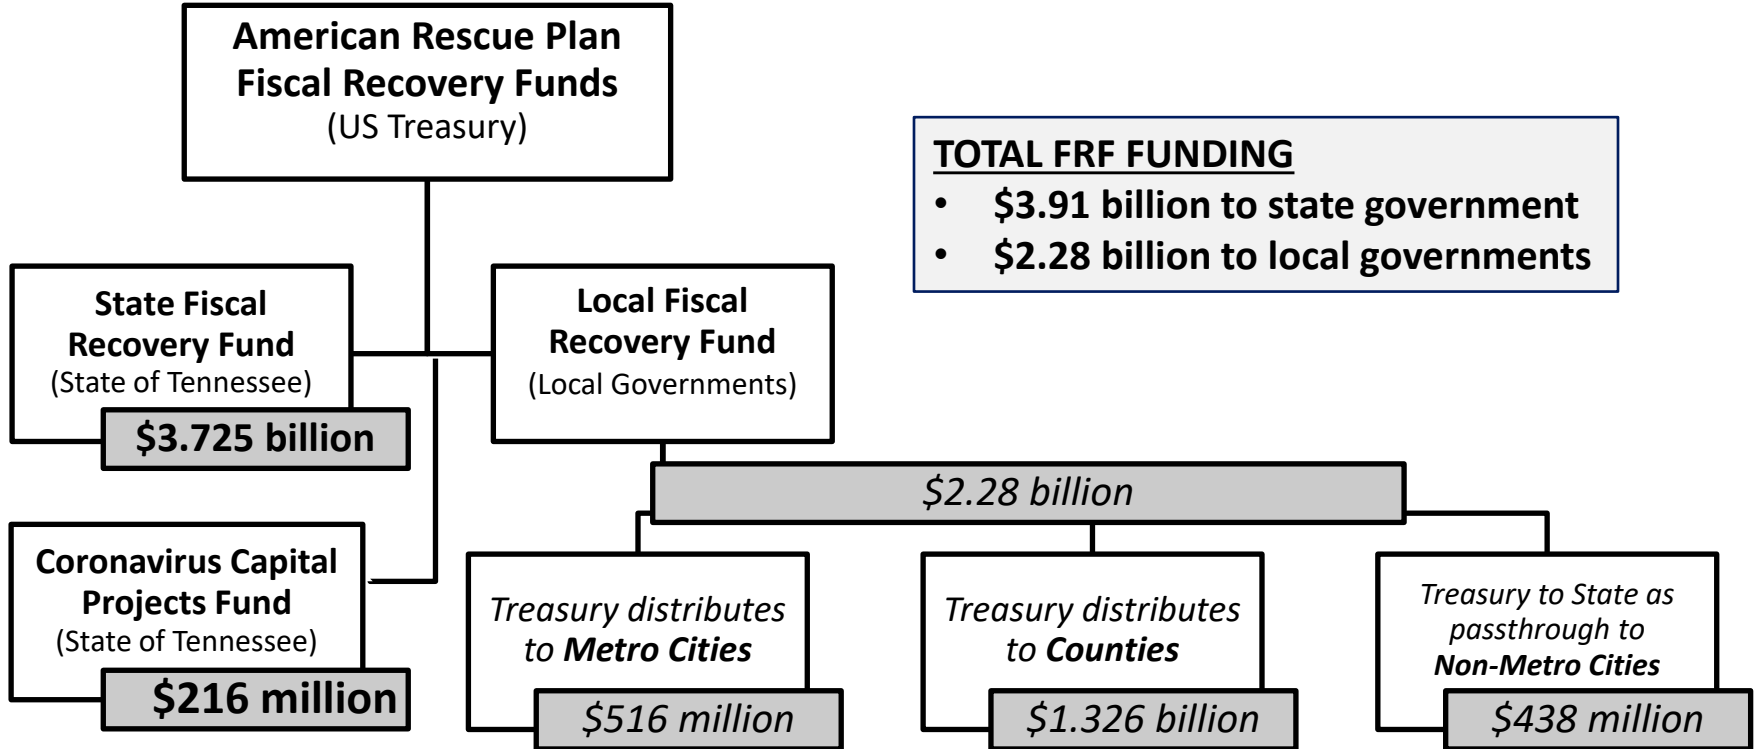 American Rescue Plan
Fiscal Recovery Funds
(US Treasury)
TOTAL FRF FUNDING
• $3.91 billion to state government
• $2.28 billion to local governments
State Fiscal
Recovery Fund
(State of Tennessee)
$3.725 billion
Local Fiscal
Recovery Fund
(Local Governments)
$2.28 billion
Coronavirus Capital
Projects Fund
(State of Tennessee)
$216 million
Treasury distributes
to Metro Cities
$516 million
Treasury distributes
to Counties
$1.326 billion
Treasury to State as
passthrough to
Non-Metro Cities
$438 million